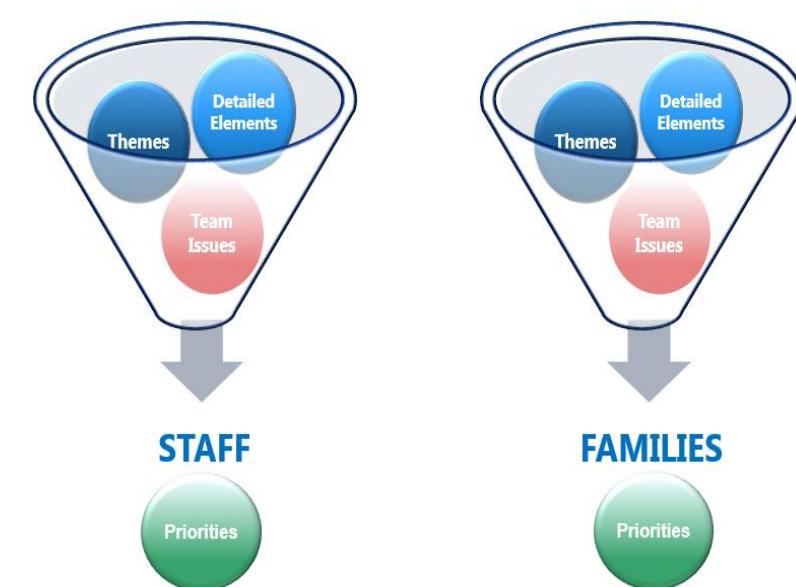 Themes
Detailed
Elements
Team
Issues
STAFF
Priorities
Themes
Detailed
Elements
Team
Issues
FAMILIES
Priorities